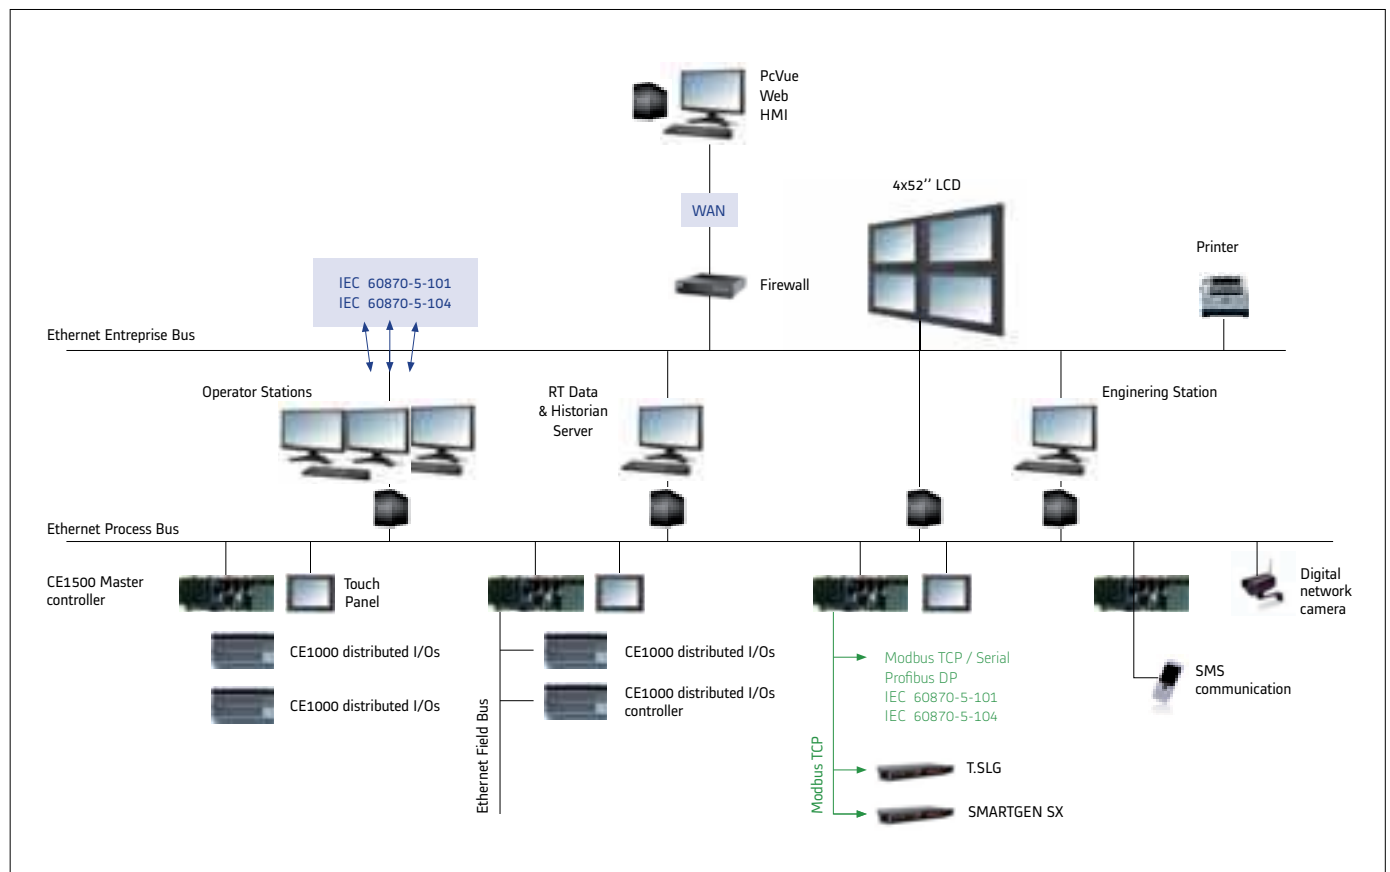 PcVue
Web
HMI
WAN
4x52’’ LCD
Printer
Firewall
IEC 60870-5-101
IEC 60870-5-104
Ethernet Entreprise Bus
Operator Stations
RT Data
& Historian
Server
Enginering Station
Ethernet Process Bus
CE1500 Master
controller
Touch
Panel
Digital
network
camera
CE1000 distributed I/Os
CE1000 distributed I/Os
CE1000 distributed I/Os
CE1000 distributed I/Os
controller
Ethernet Field Bus
Modbus TCP / Serial
Profibus DP
IEC 60870-5-101
IEC 60870-5-104
SMS
communication
Modbus TCP
T.SLG
SMARTGEN SX